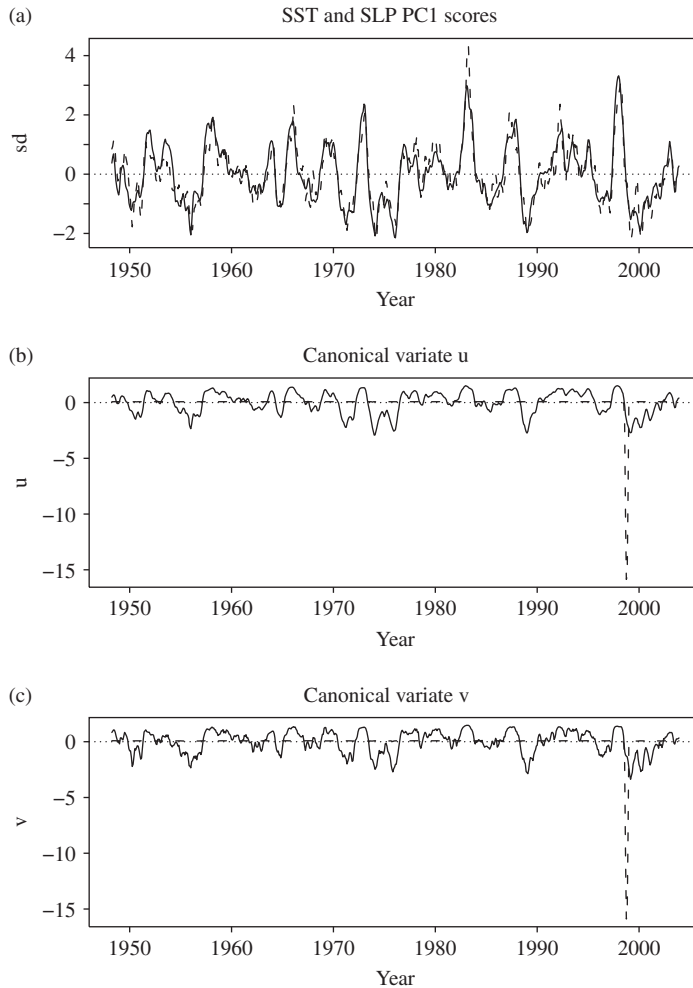 (a)
SST and SLP PC1 scores
sd
4
2
0
−2
1950 1960 1970 1980 1990 2000
Year
(b)
Canonical variate u
u
0
−5
−10
−15
1950 1960 1970 1980 1990 2000
Year
(c)
Canonical variate v
v
0
−5
−10
−15
1950 1960 1970 1980 1990 2000
Year